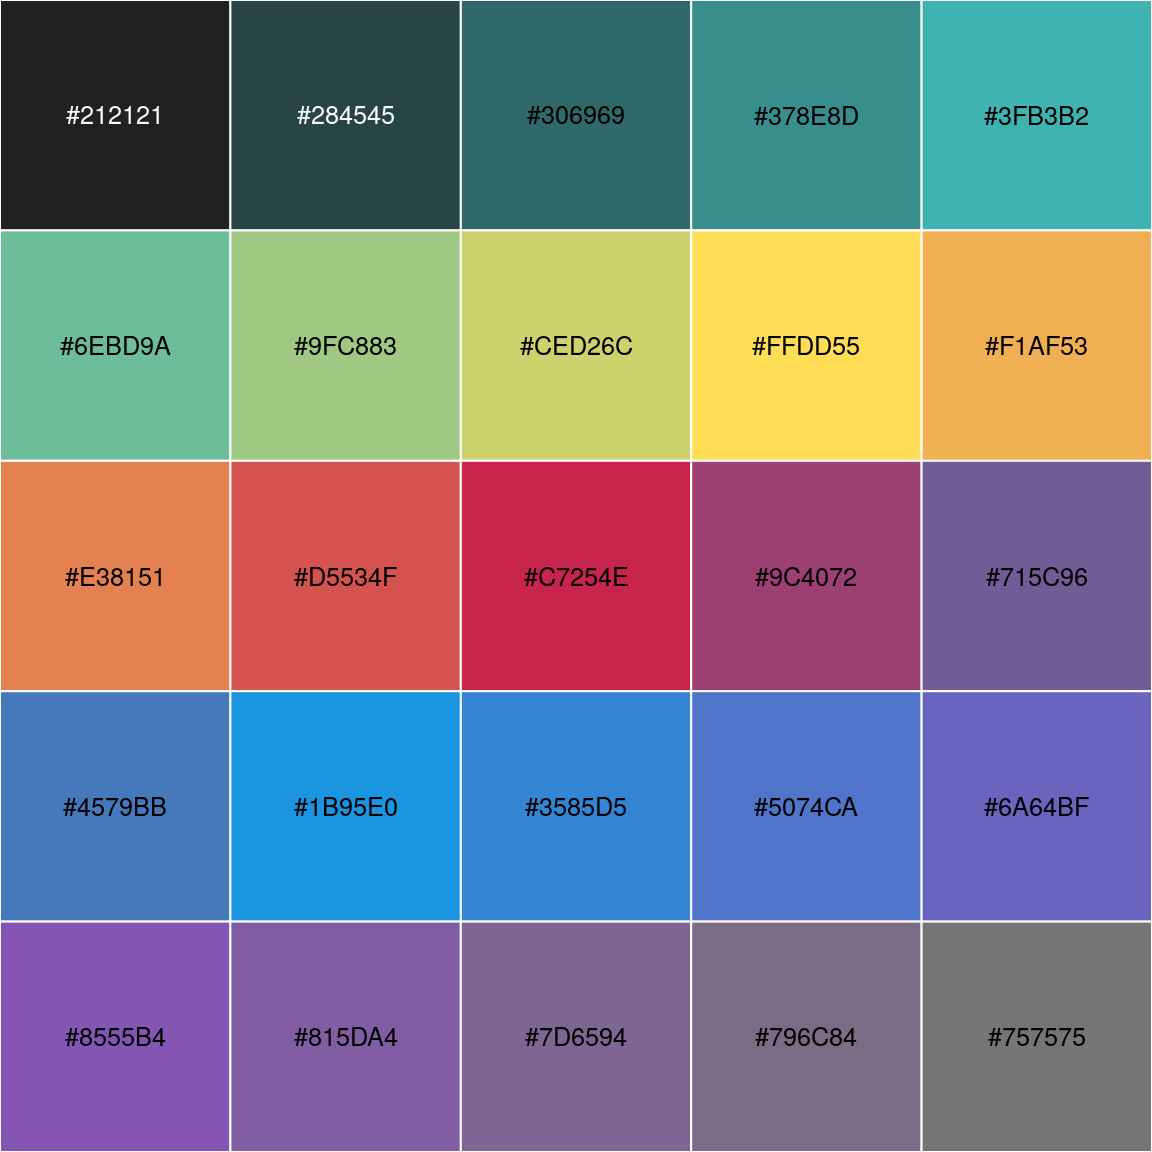 #212121 #284545 #306969 #378E8D #3FB3B2
#6EBD9A #9FC883 #CED26C #FFDD55 #F1AF53
#E38151 #D5534F #C7254E #9C4072 #715C96
#4579BB #1B95E0 #3585D5 #5074CA #6A64BF
#8555B4 #815DA4 #7D6594 #796C84 #757575